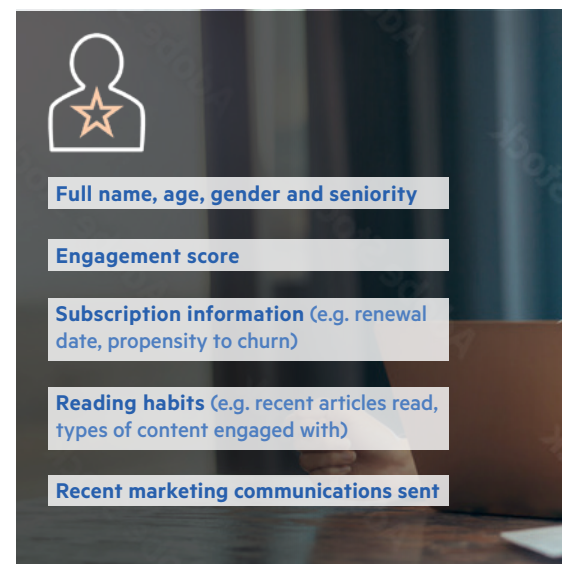 Full name, age, gender and seniority
Engagement score
Subscription information (e.g. renewal
date, propensity to churn)
Reading habits (e.g. recent articles read,
types of content engaged with)
Recent marketing communications sent